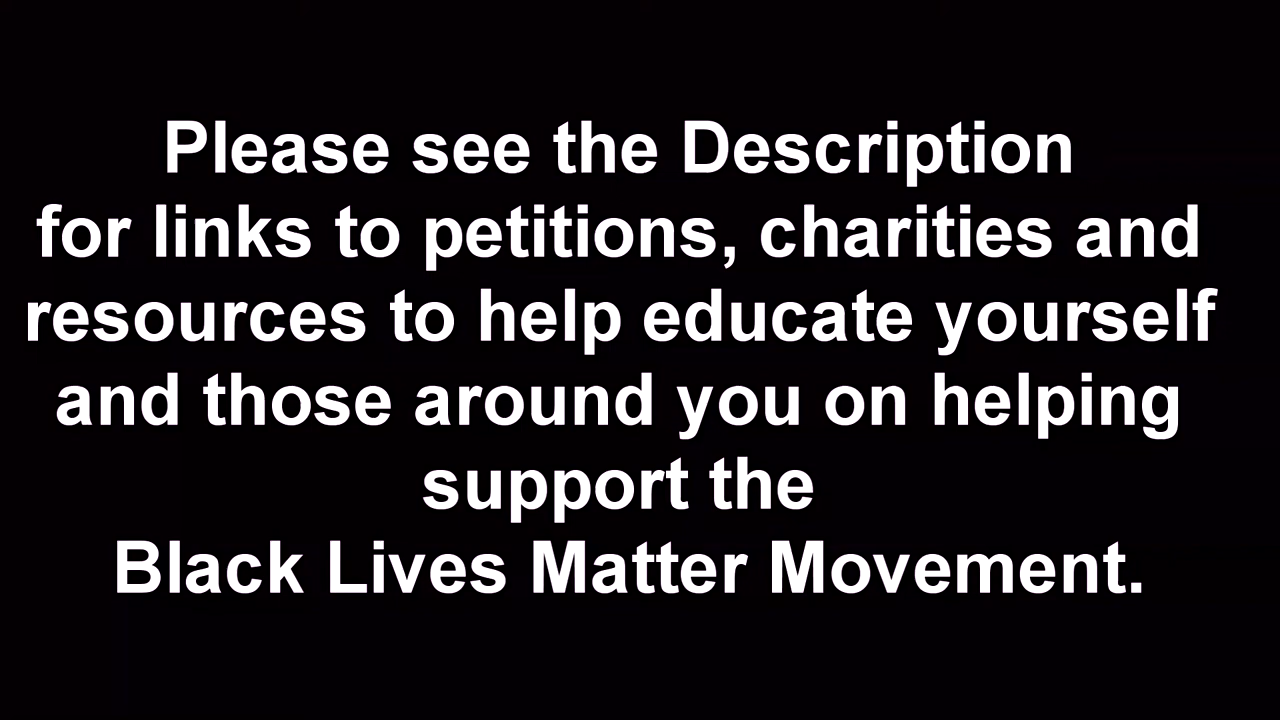 Please see the Description
for links to petitions, charities and
resources to help educate yourself
and those around you on helping
support the
Black Lives Matter Movement.